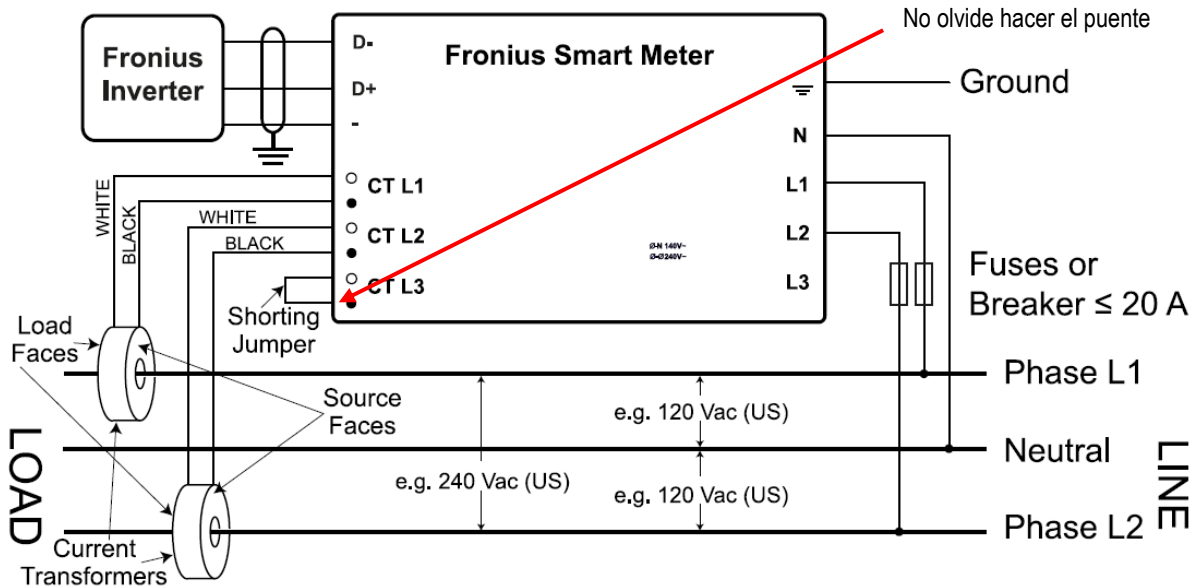 No olvide hacer el puente
Fronius
Inverter
D-
D+
-
Fronius Smart Meter
Ground
N
L1
L2
L3
CT L1
CT L2
CT L3
WHITE
BLACK
WHITE
BLACK
Ø-N 140V~
Ø-Ø240V~
Shorting
Jumper
Fuses or
Breaker ≤ 20 A
Load
Faces
Source
Faces
Phase L1
e.g. 120 Vac (US)
Neutral
e.g. 240 Vac (US)
e.g. 120 Vac (US)
Phase L2
LOAD
LINE
Current
Transformers